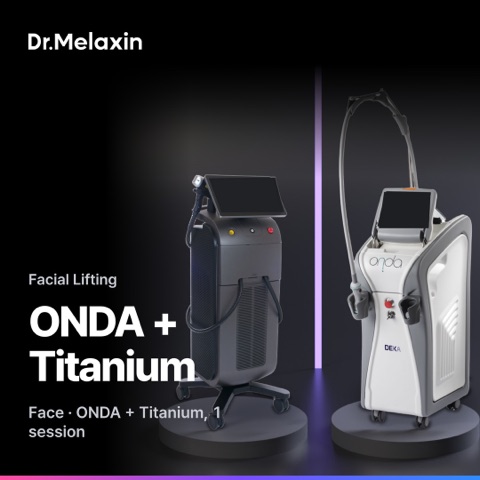 Dr.Melaxin
onda
DEKA
Facial Lifting
ONDA +
Titanium
Face · ONDA + Titanium, 1
session